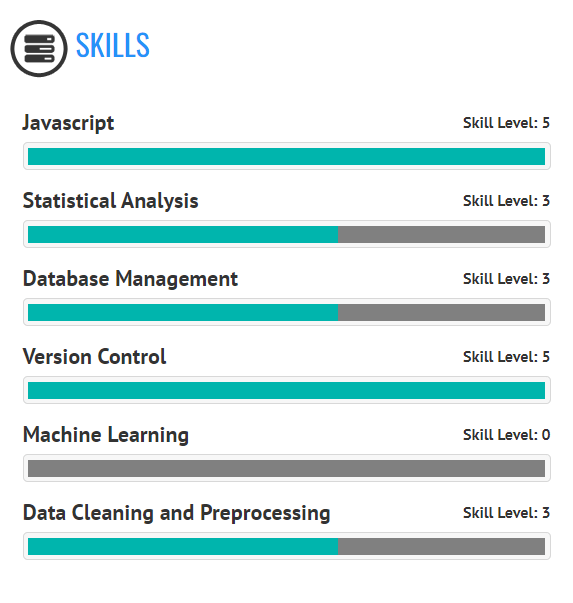 SKILLS
Javascript Skill Level: 5
Statistical Analysis Skill Level: 3
Database Management Skill Level: 3
Version Control Skill Level: 5
Machine Learning Skill Level: 0
Data Cleaning and Preprocessing Skill Level: 3